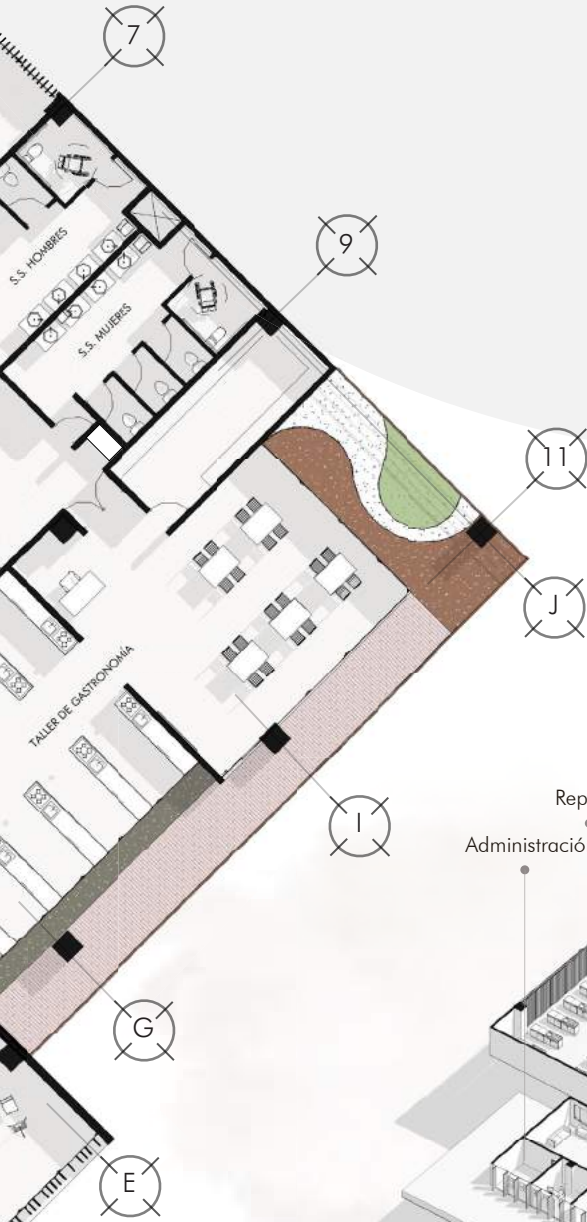 7
S.S. HOMBRES
9
S.S. MUJERES
11
J
TALLER DE GASTRONOMÍA
Rep
I
Administració
G
E